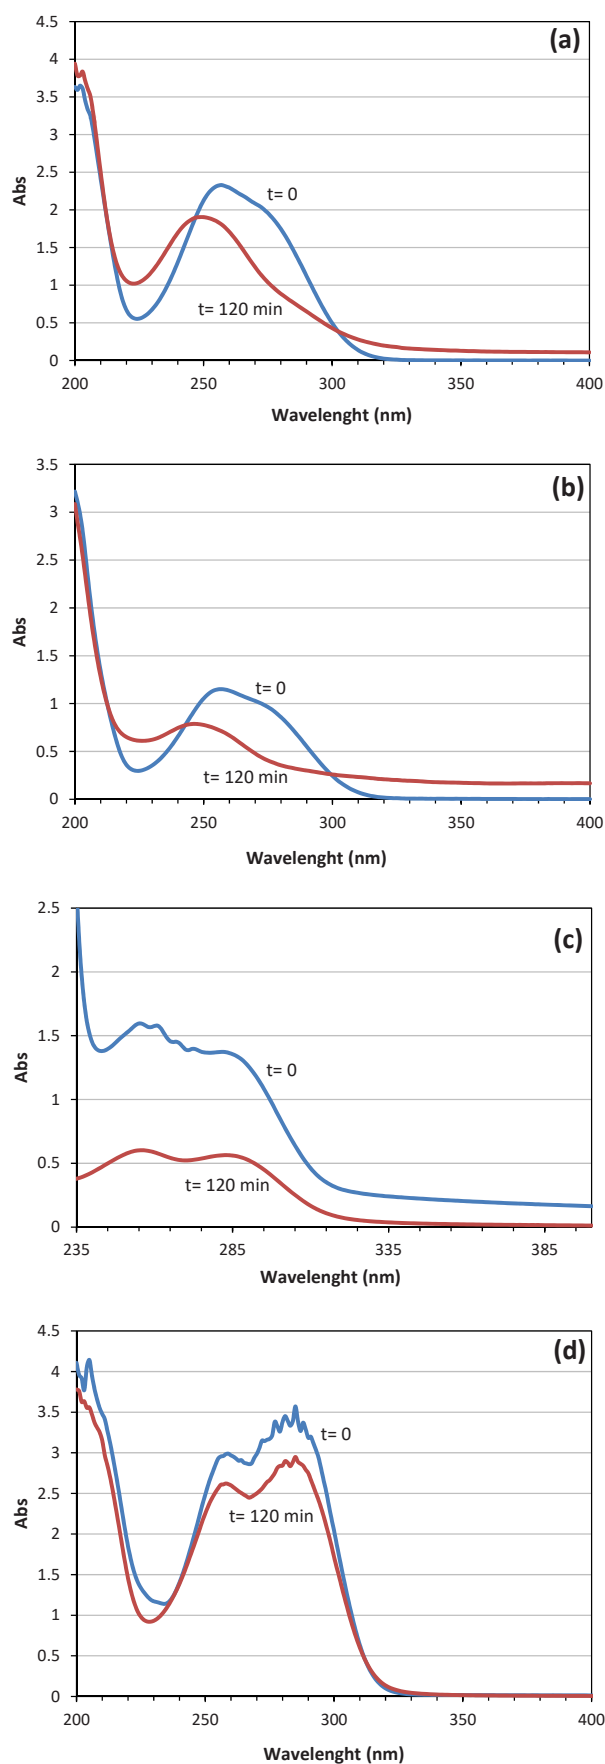 (a)
4.5
4
3.5
3
2.5
2
1.5
1
0.5
0
Abs
t= 0
t= 120 min
200 250 300 350 400
Wavelenght (nm)
(b)
3.5
3
2.5
2
1.5
1
0.5
0
Abs
t= 0
t= 120 min
200 250 300 350 400
Wavelenght (nm)
(c)
2.5
2
1.5
1
0.5
0
Abs
t= 0
t= 120 min
235 285 335 385
Wavelenght (nm)
(d)
4.5
4
3.5
3
2.5
2
1.5
1
0.5
0
Abs
t= 0
t= 120 min
200 250 300 350 400
Wavelenght (nm)